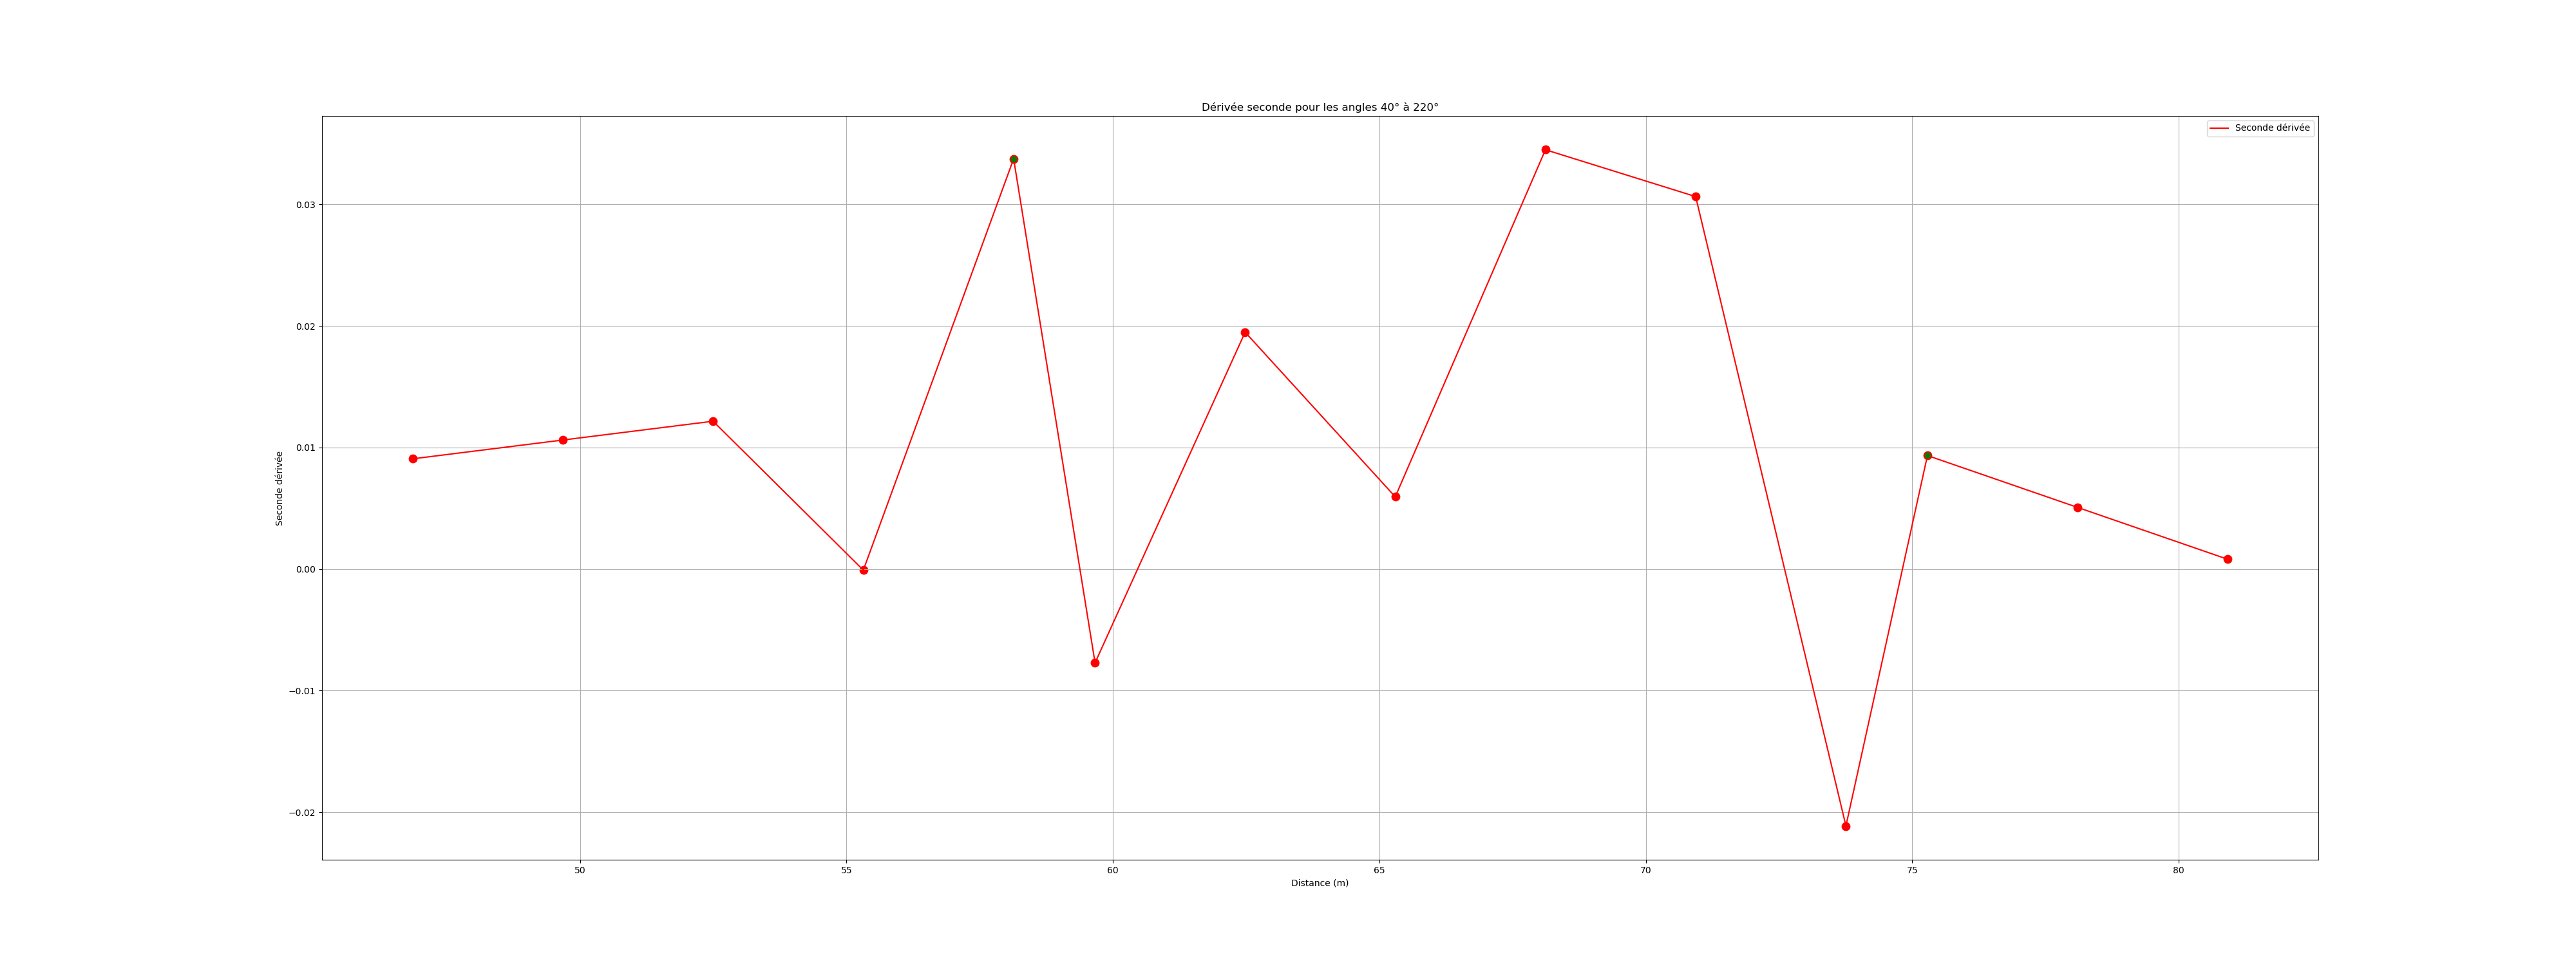 Dérivée seconde pour les angles 40° à 220°
Seconde dérivée
0.03
0.02
0.01
0.00
−0.01
−0.02
Seconde dérivée
50 55 60 65 70 75 80
Distance (m)